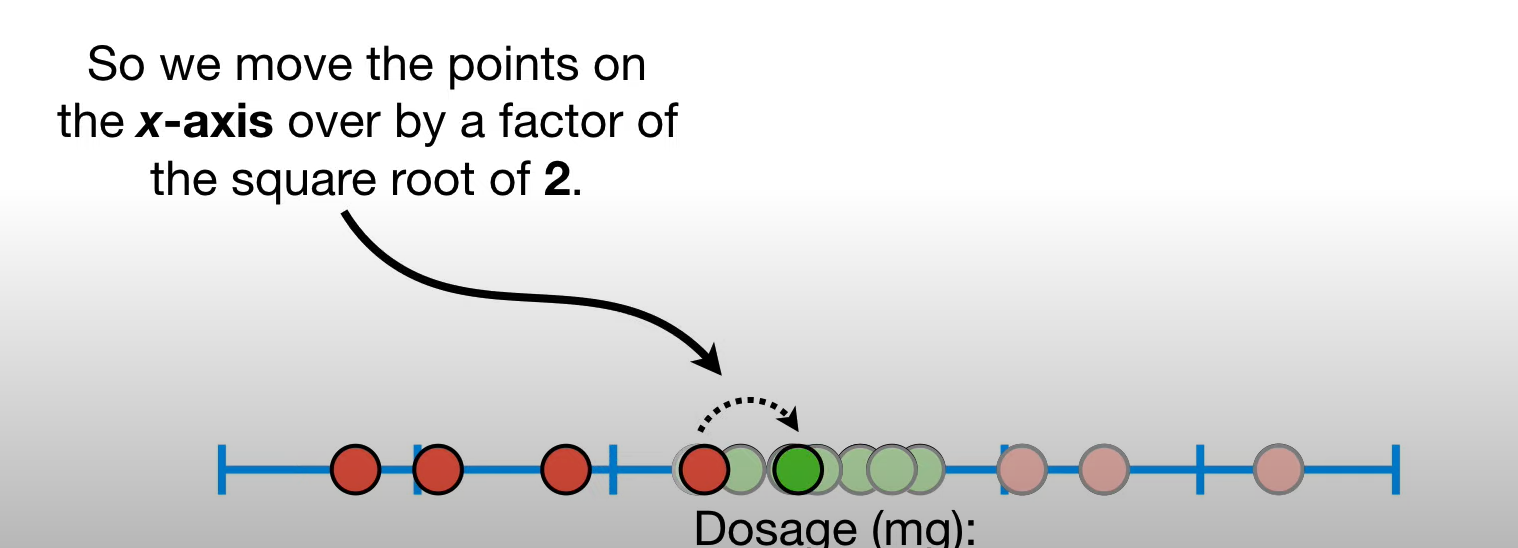 So we move the points on
the x-axis over by a factor of
the square root of 2.
Dosage (mg):